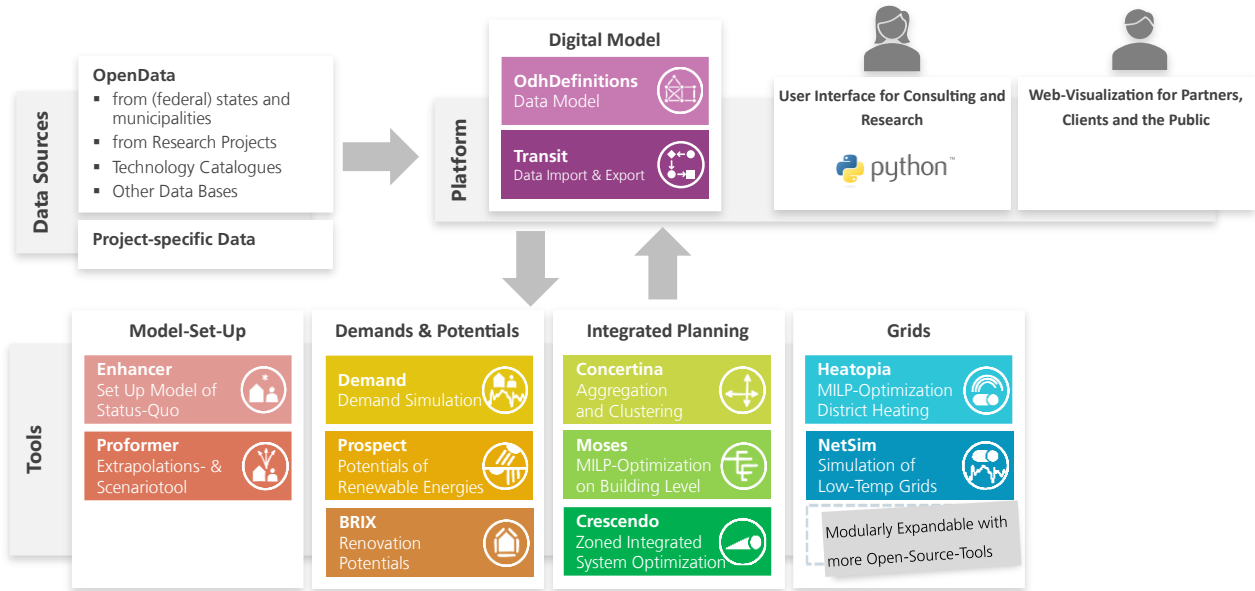 Data Sources
OpenData
▪ from (federal) states and
municipalities
▪ from Research Projects
▪ Technology Catalogues
▪ Other Data Bases
Project-specific Data
Platform
Digital Model
OdhDefinitions
Data Model
Transit
Data Import & Export
User Interface for Consulting and
Research
python™
Web-Visualization for Partners,
Clients and the Public
Tools
Model-Set-Up
Enhancer
Set Up Model of
Status-Quo
Proformer
Extrapolations- &
Scenariotool
Demands & Potentials
Demand
Demand Simulation
Prospect
Potentials of
Renewable Energies
BRIX
Renovation
Potentials
Integrated Planning
Concertina
Aggregation
and Clustering
Moses
MILP-Optimization
on Building Level
Crescendo
Zoned Integrated
System Optimization
Grids
Heatopia
MILP-Optimization
District Heating
NetSim
Simulation of
Low-Temp Grids
Modularly Expandable with
more Open-Source-Tools